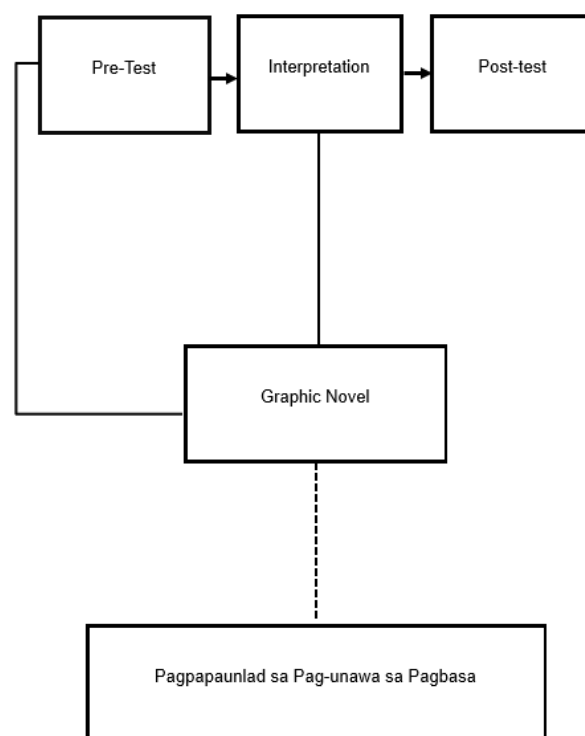 Pre-Test
Interpretation
Post-test
Graphic Novel
Pagpapaunlad sa Pag-unawa sa Pagbasa